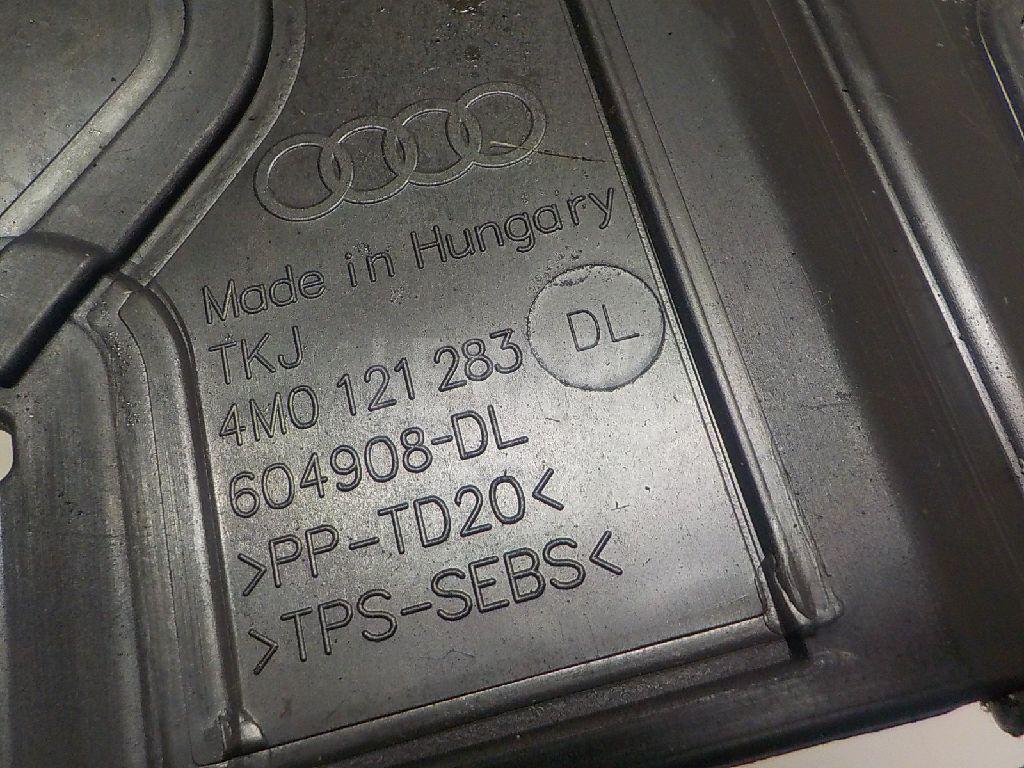 Made in Hungary
TKJ
4M0 121 283 DL
604908-DL
>PP-TD20<
>TPS-SEBS<